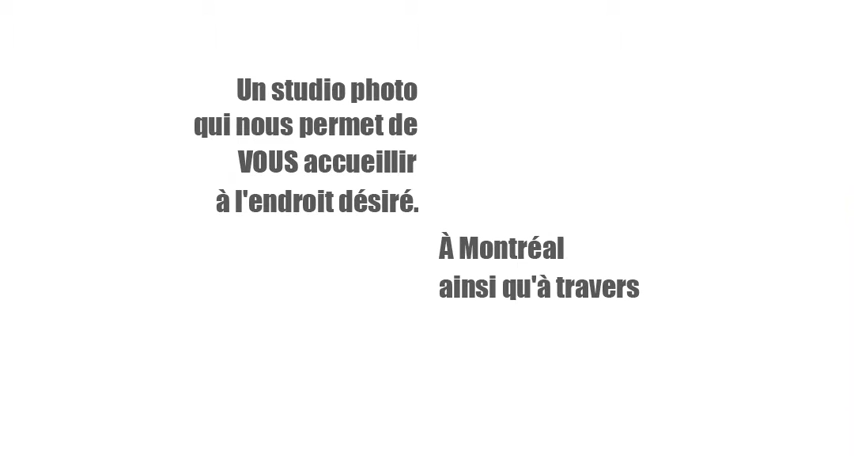 Un studio photo
qui nous permet de
VOUS accueillir
à l'endroit désiré.
À Montréal
ainsi qu'à travers